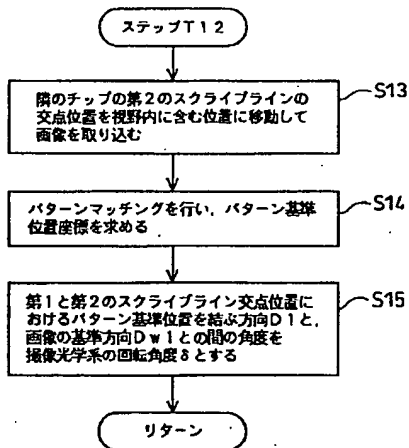 ステップT12
隣のチップの第2のスクライブラインの
交点位置を視野内に含む位置に移動して
画像を取り込む
S13
パターンマッチングを行い、パターン基準
位置座標を求める
S14
第1と第2のスクライブライン交点位置に
おけるパターン基準位置を結ぶ方向D1と、
画像の基準方向Dw1との間の角度を
撮像光学系の回転角度δとする
S15
リターン